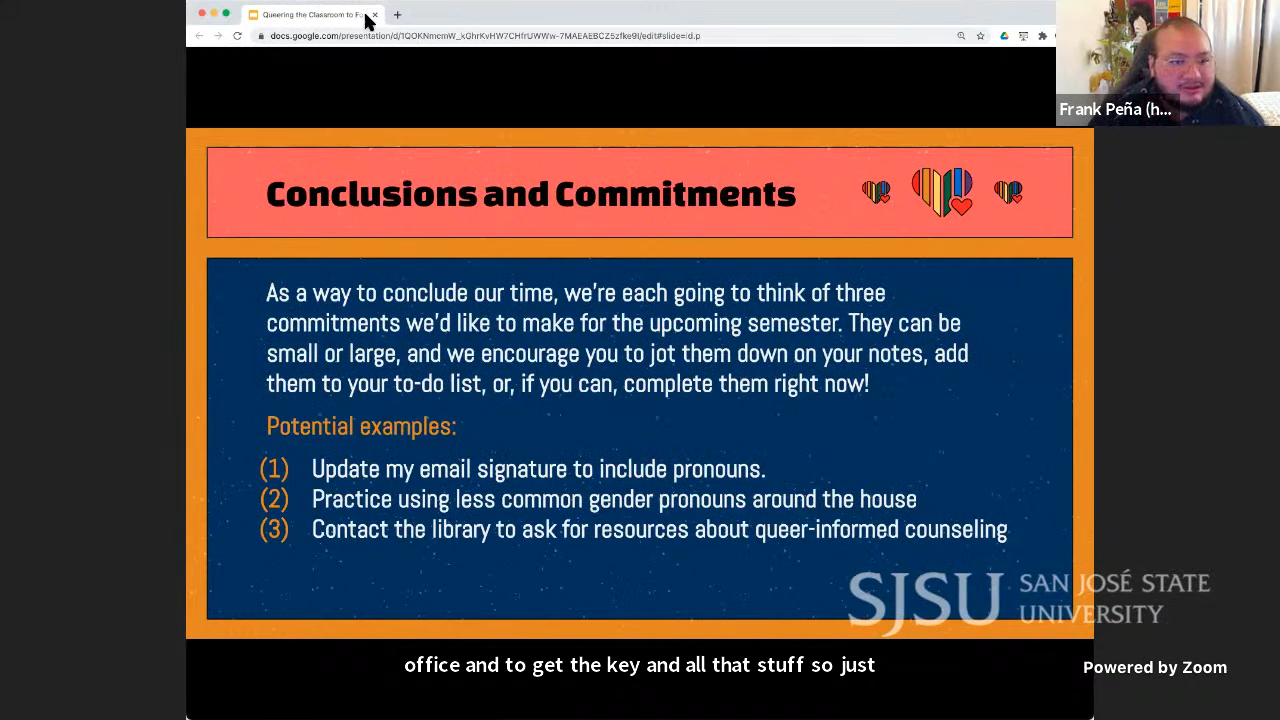 Queering the Classroom to Fo
docs.google.com/presentation/d/
Frank Peña (h...
Conclusions and Commitments
As a way to conclude our time, we're each going to think of three
commitments we'd like to make for the upcoming semester. They can be
small or large, and we encourage you to jot them down on your notes, add
them to your to-do list, or, if you can, complete them right now!
Potential examples:
(1) Update my email signature to include pronouns.
(2) Practice using less common gender pronouns around the house
(3) Contact the library to ask for resources about queer-informed counseling
SJSU SAN JOSÉ STATE
UNIVERSITY
office and to get the key and all that stuff so just
Powered by Zoom